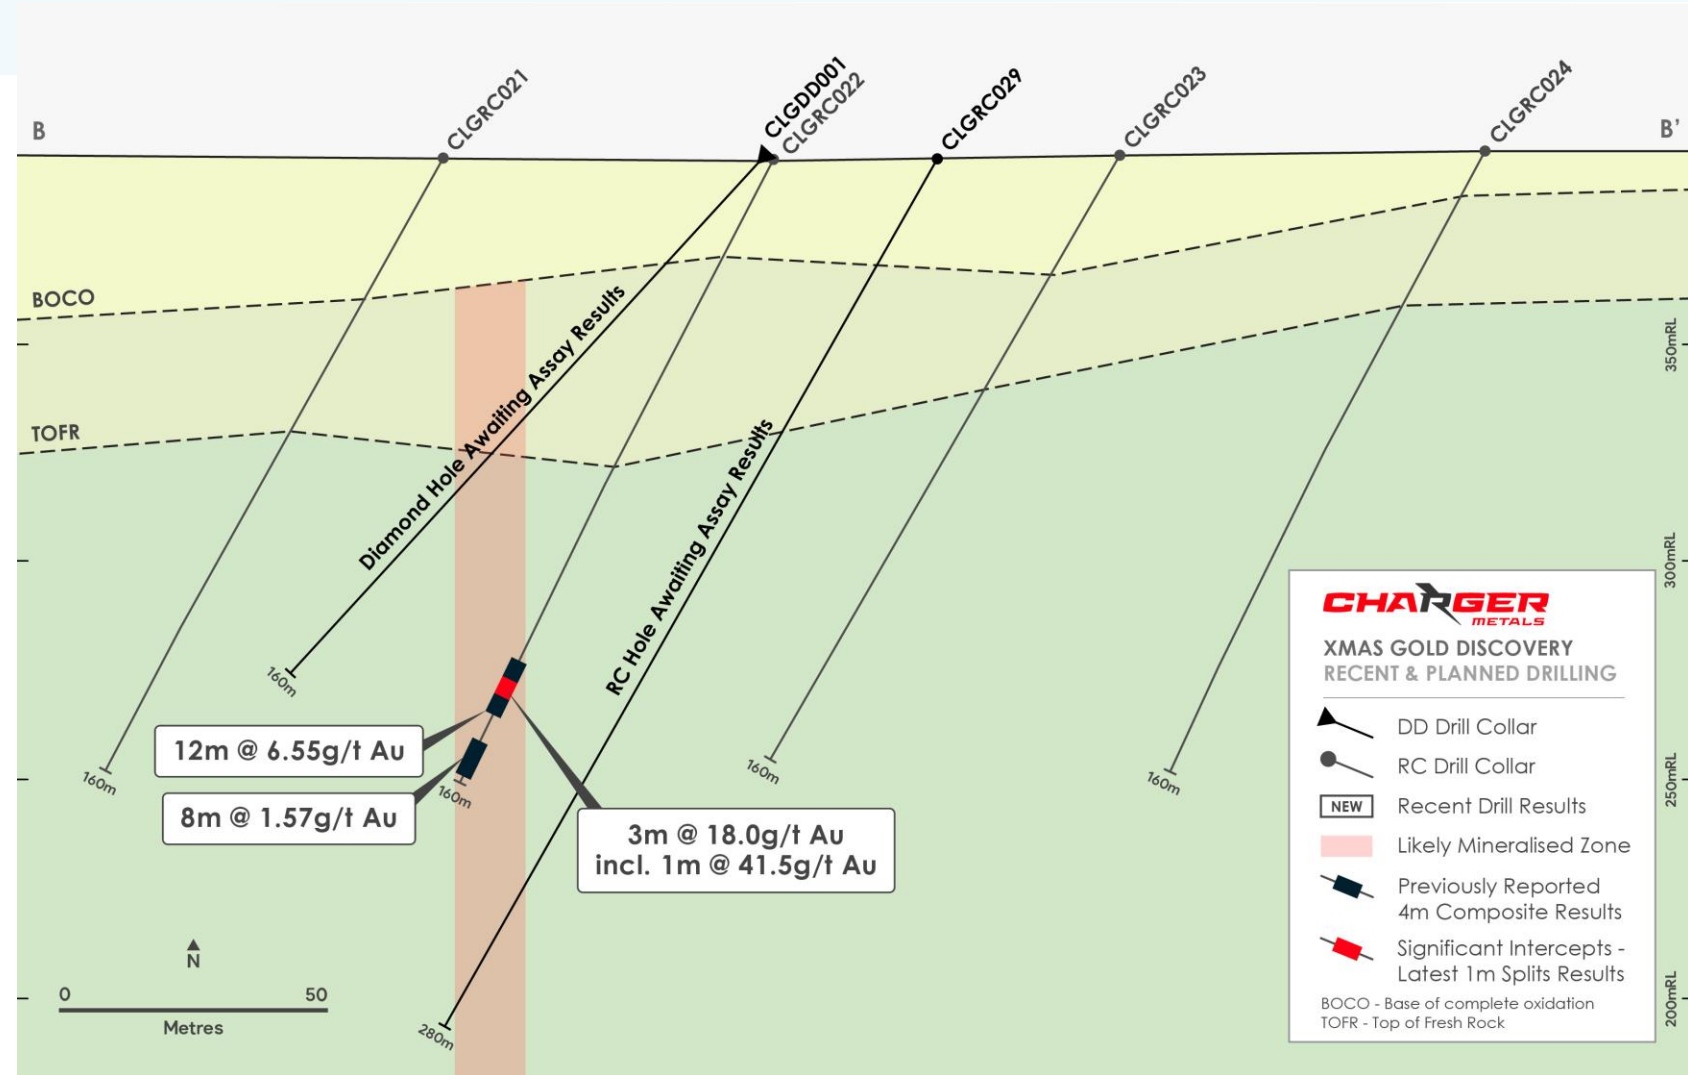 B
CLGRC021
CLGDD001
CLGRC022
CLGRC029
CLGRC023
CLGRC024
B'
BOCO
TOFR
Diamond Hole Awaiting Assay Results
RC Hole Awaiting Assay Results
350mRL
300mRL
250mRL
200mRL
160m
160m
160m
160m
160m
280m
12m @ 6.55g/t Au
8m @ 1.57g/t Au
3m @ 18.0g/t Au
incl. 1m @ 41.5g/t Au
N
0 50
Metres
CHARGER
METALS
XMAS GOLD DISCOVERY
RECENT & PLANNED DRILLING
DD Drill Collar
RC Drill Collar
NEW Recent Drill Results
Likely Mineralised Zone
Previously Reported
4m Composite Results
Significant Intercepts -
Latest 1m Splits Results
BOCO - Base of complete oxidation
TOFR - Top of Fresh Rock